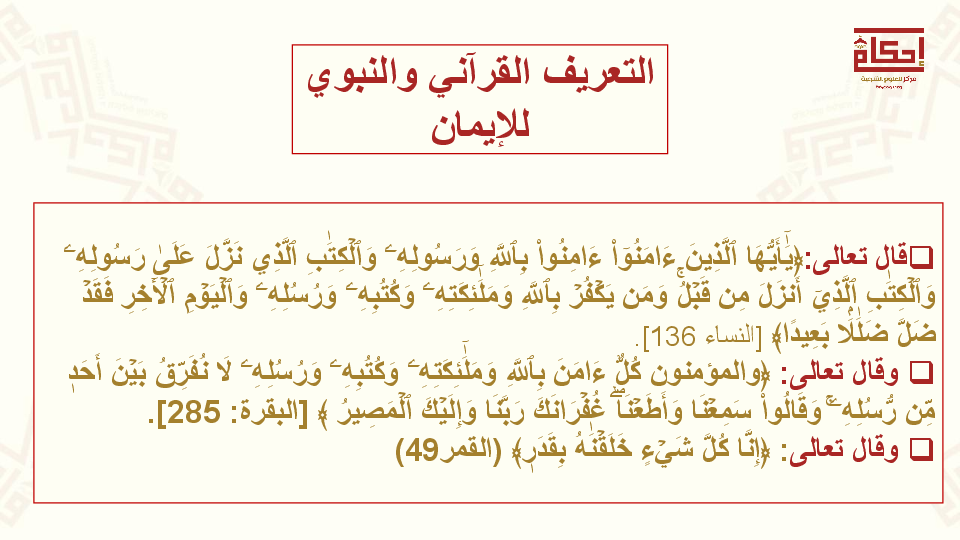 إحكام
مركز للعلوم الشرعية
التعريف القرآني والنبوي
للإيمان
❑قال تعالى:﴿يَٰٓأَيُّهَا ٱلَّذِينَ ءَامَنُوٓاْ ءَامِنُواْ بِٱللَّهِ وَرَسُولِهِۦ وَٱلۡكِتَٰبِ ٱلَّذِي نَزَّلَ عَلَىٰ رَسُولِهِۦ
وَٱلۡكِتَٰبِ ٱلَّذِيٓ أَنزَلَ مِن قَبۡلُۚ وَمَن يَكۡفُرۡ بِٱللَّهِ وَمَلَٰٓئِكَتِهِۦ وَكُتُبِهِۦ وَرُسُلِهِۦ وَٱلۡيَوۡمِ ٱلۡأٓخِرِ فَقَدۡ
ضَلَّ ضَلَٰلَۢا بَعِيدًا﴾ [النساء 136].
❑ وقال تعالى: ﴿والمؤمنون كُلٌّ ءَامَنَ بِٱللَّهِ وَمَلَٰٓئِكَتِهِۦ وَكُتُبِهِۦ وَرُسُلِهِۦ لَا نُفَرِّقُ بَيۡنَ أَحَدٖ
مِّن رُّسُلِهِۦۚ وَقَالُواْ سَمِعۡنَا وَأَطَعۡنَاۖ غُفۡرَانَكَ رَبَّنَا وَإِلَيۡكَ ٱلۡمَصِيرُ ﴾ [البقرة: 285].
❑ وقال تعالى: ﴿إِنَّا كُلَّ شَيۡءٍ خَلَقۡنَٰهُ بِقَدَرٖ﴾ (القمر49)